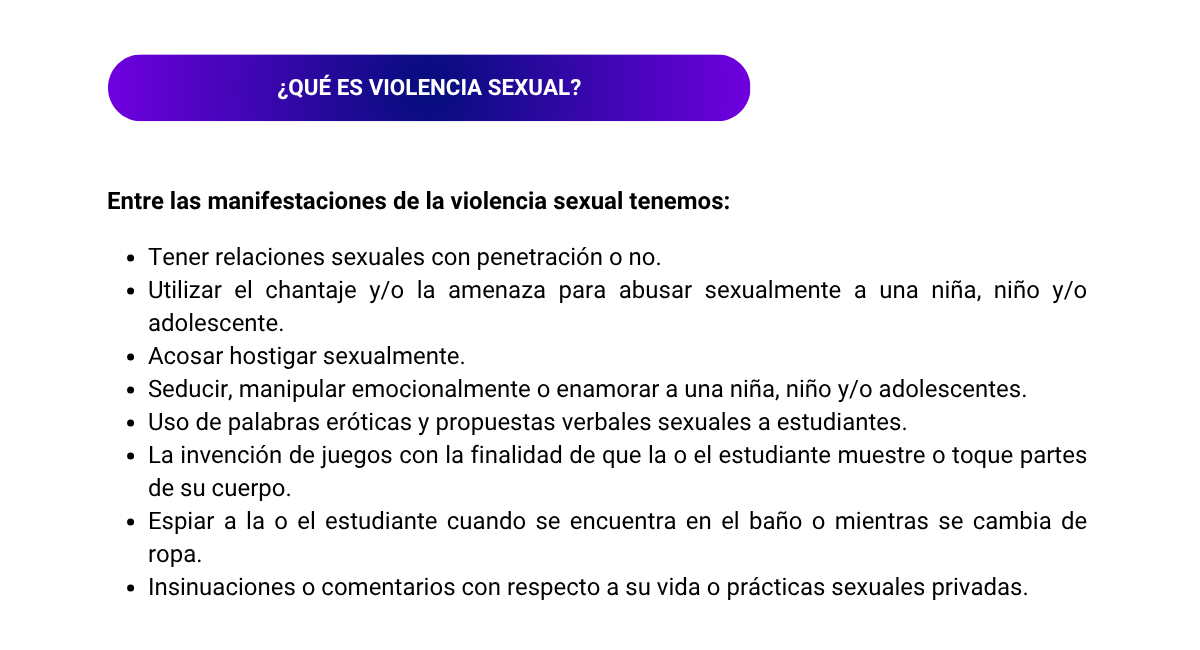 ¿QUÉ ES VIOLENCIA SEXUAL?
Entre las manifestaciones de la violencia sexual tenemos:
• Tener relaciones sexuales con penetración o no.
• Utilizar el chantaje y/o la amenaza para abusar sexualmente a una niña, niño y/o
adolescente.
• Acosar hostigar sexualmente.
• Seducir, manipular emocionalmente o enamorar a una niña, niño y/o adolescentes.
• Uso de palabras eróticas y propuestas verbales sexuales a estudiantes.
• La invención de juegos con la finalidad de que la o el estudiante muestre o toque partes
de su cuerpo.
• Espiar a la o el estudiante cuando se encuentra en el baño o mientras se cambia de
ropa.
• Insinuaciones o comentarios con respecto a su vida o prácticas sexuales privadas.